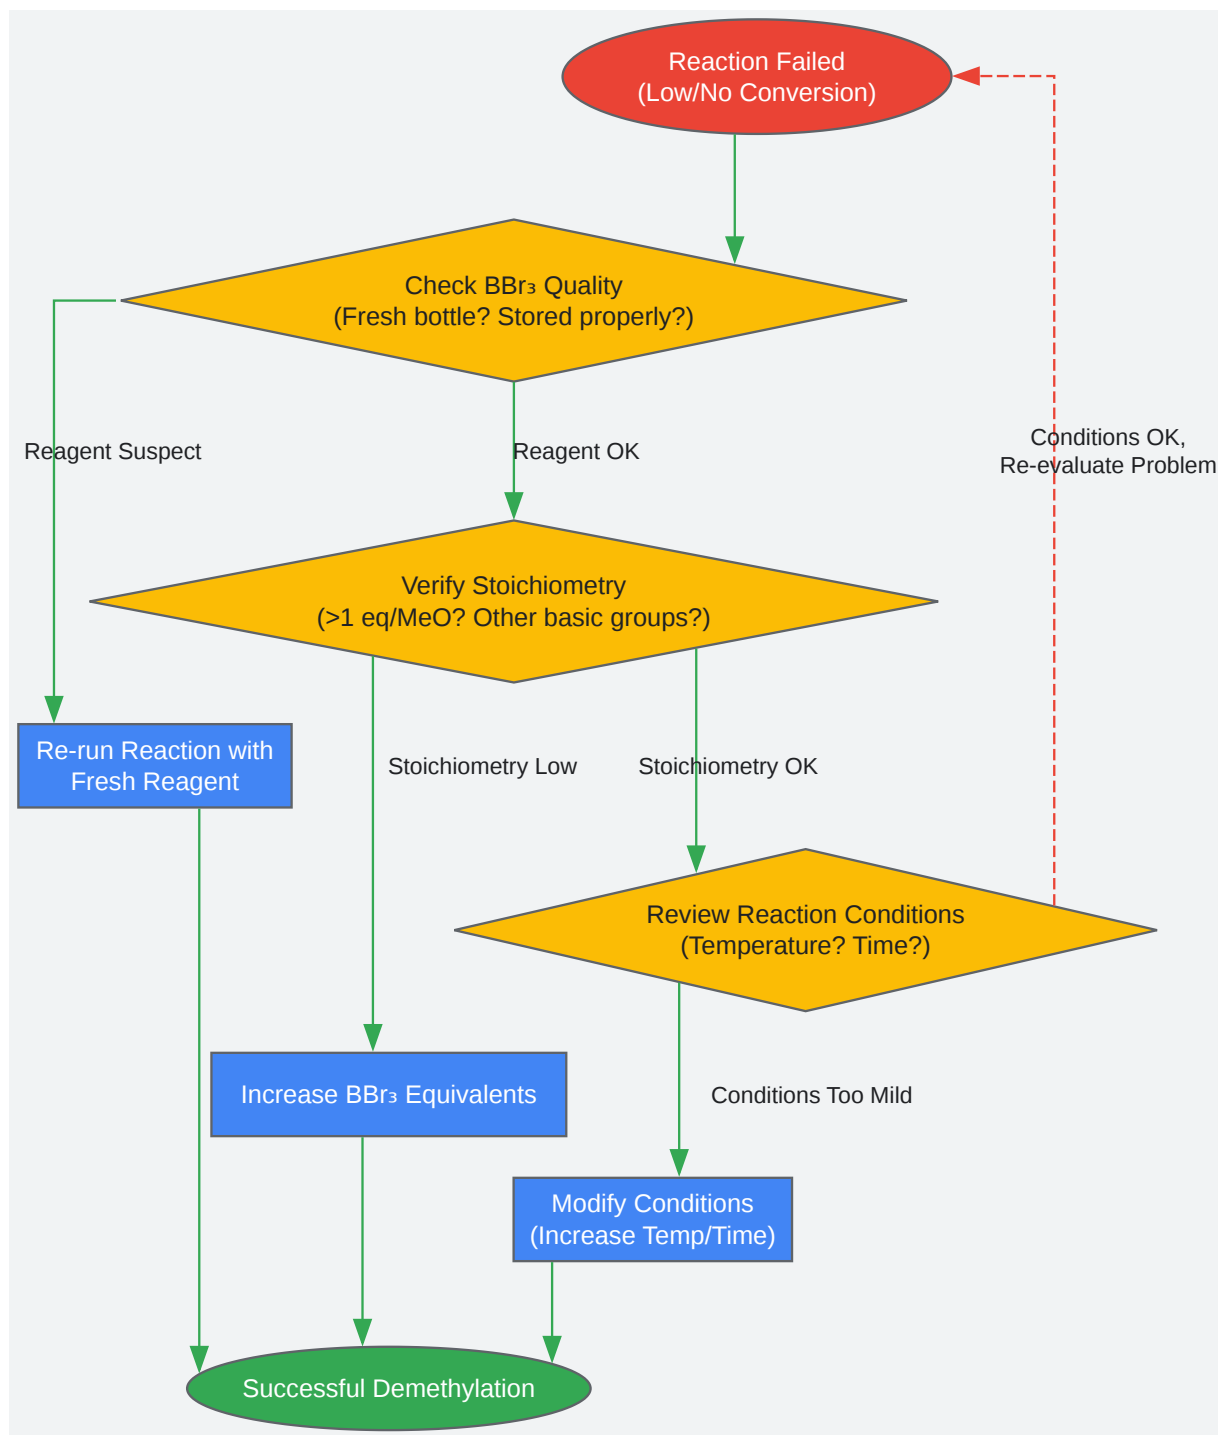 Reaction Failed
(Low/No Conversion)
Check BBr₃ Quality
(Fresh bottle? Stored properly?)
Reagent Suspect
Reagent OK
Conditions OK,
Re-evaluate Problem
Verify Stoichiometry
(>1 eq/MeO? Other basic groups?)
Re-run Reaction with
Fresh Reagent
Stoichiometry Low
Stoichiometry OK
Review Reaction Conditions
(Temperature? Time?)
Increase BBr₃ Equivalents
Conditions Too Mild
Modify Conditions
(Increase Temp/Time)
Successful Demethylation